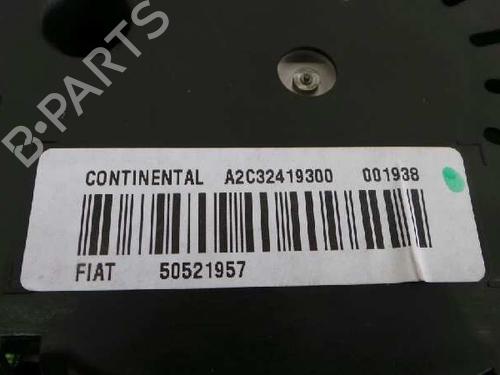 B-PARTS
CONTINENTAL A2C32419300 001938
FIAT 50521957